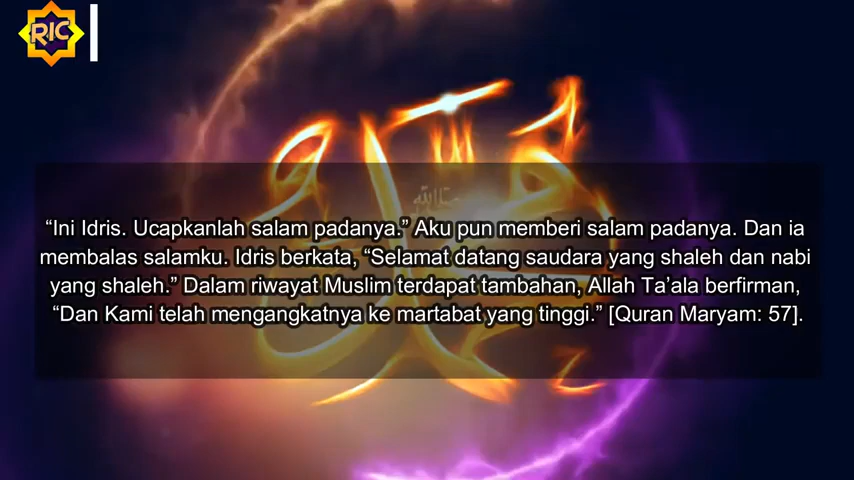 RIC
محمد
“Ini Idris. Ucapkanlah salam padanya.” Aku pun memberi salam padanya. Dan ia
membalas salamku. Idris berkata, “Selamat datang saudara yang shaleh dan nabi
yang shaleh.” Dalam riwayat Muslim terdapat tambahan, Allah Ta’ala berfirman,
“Dan Kami telah mengangkatnya ke martabat yang tinggi.” [Quran Maryam: 57].